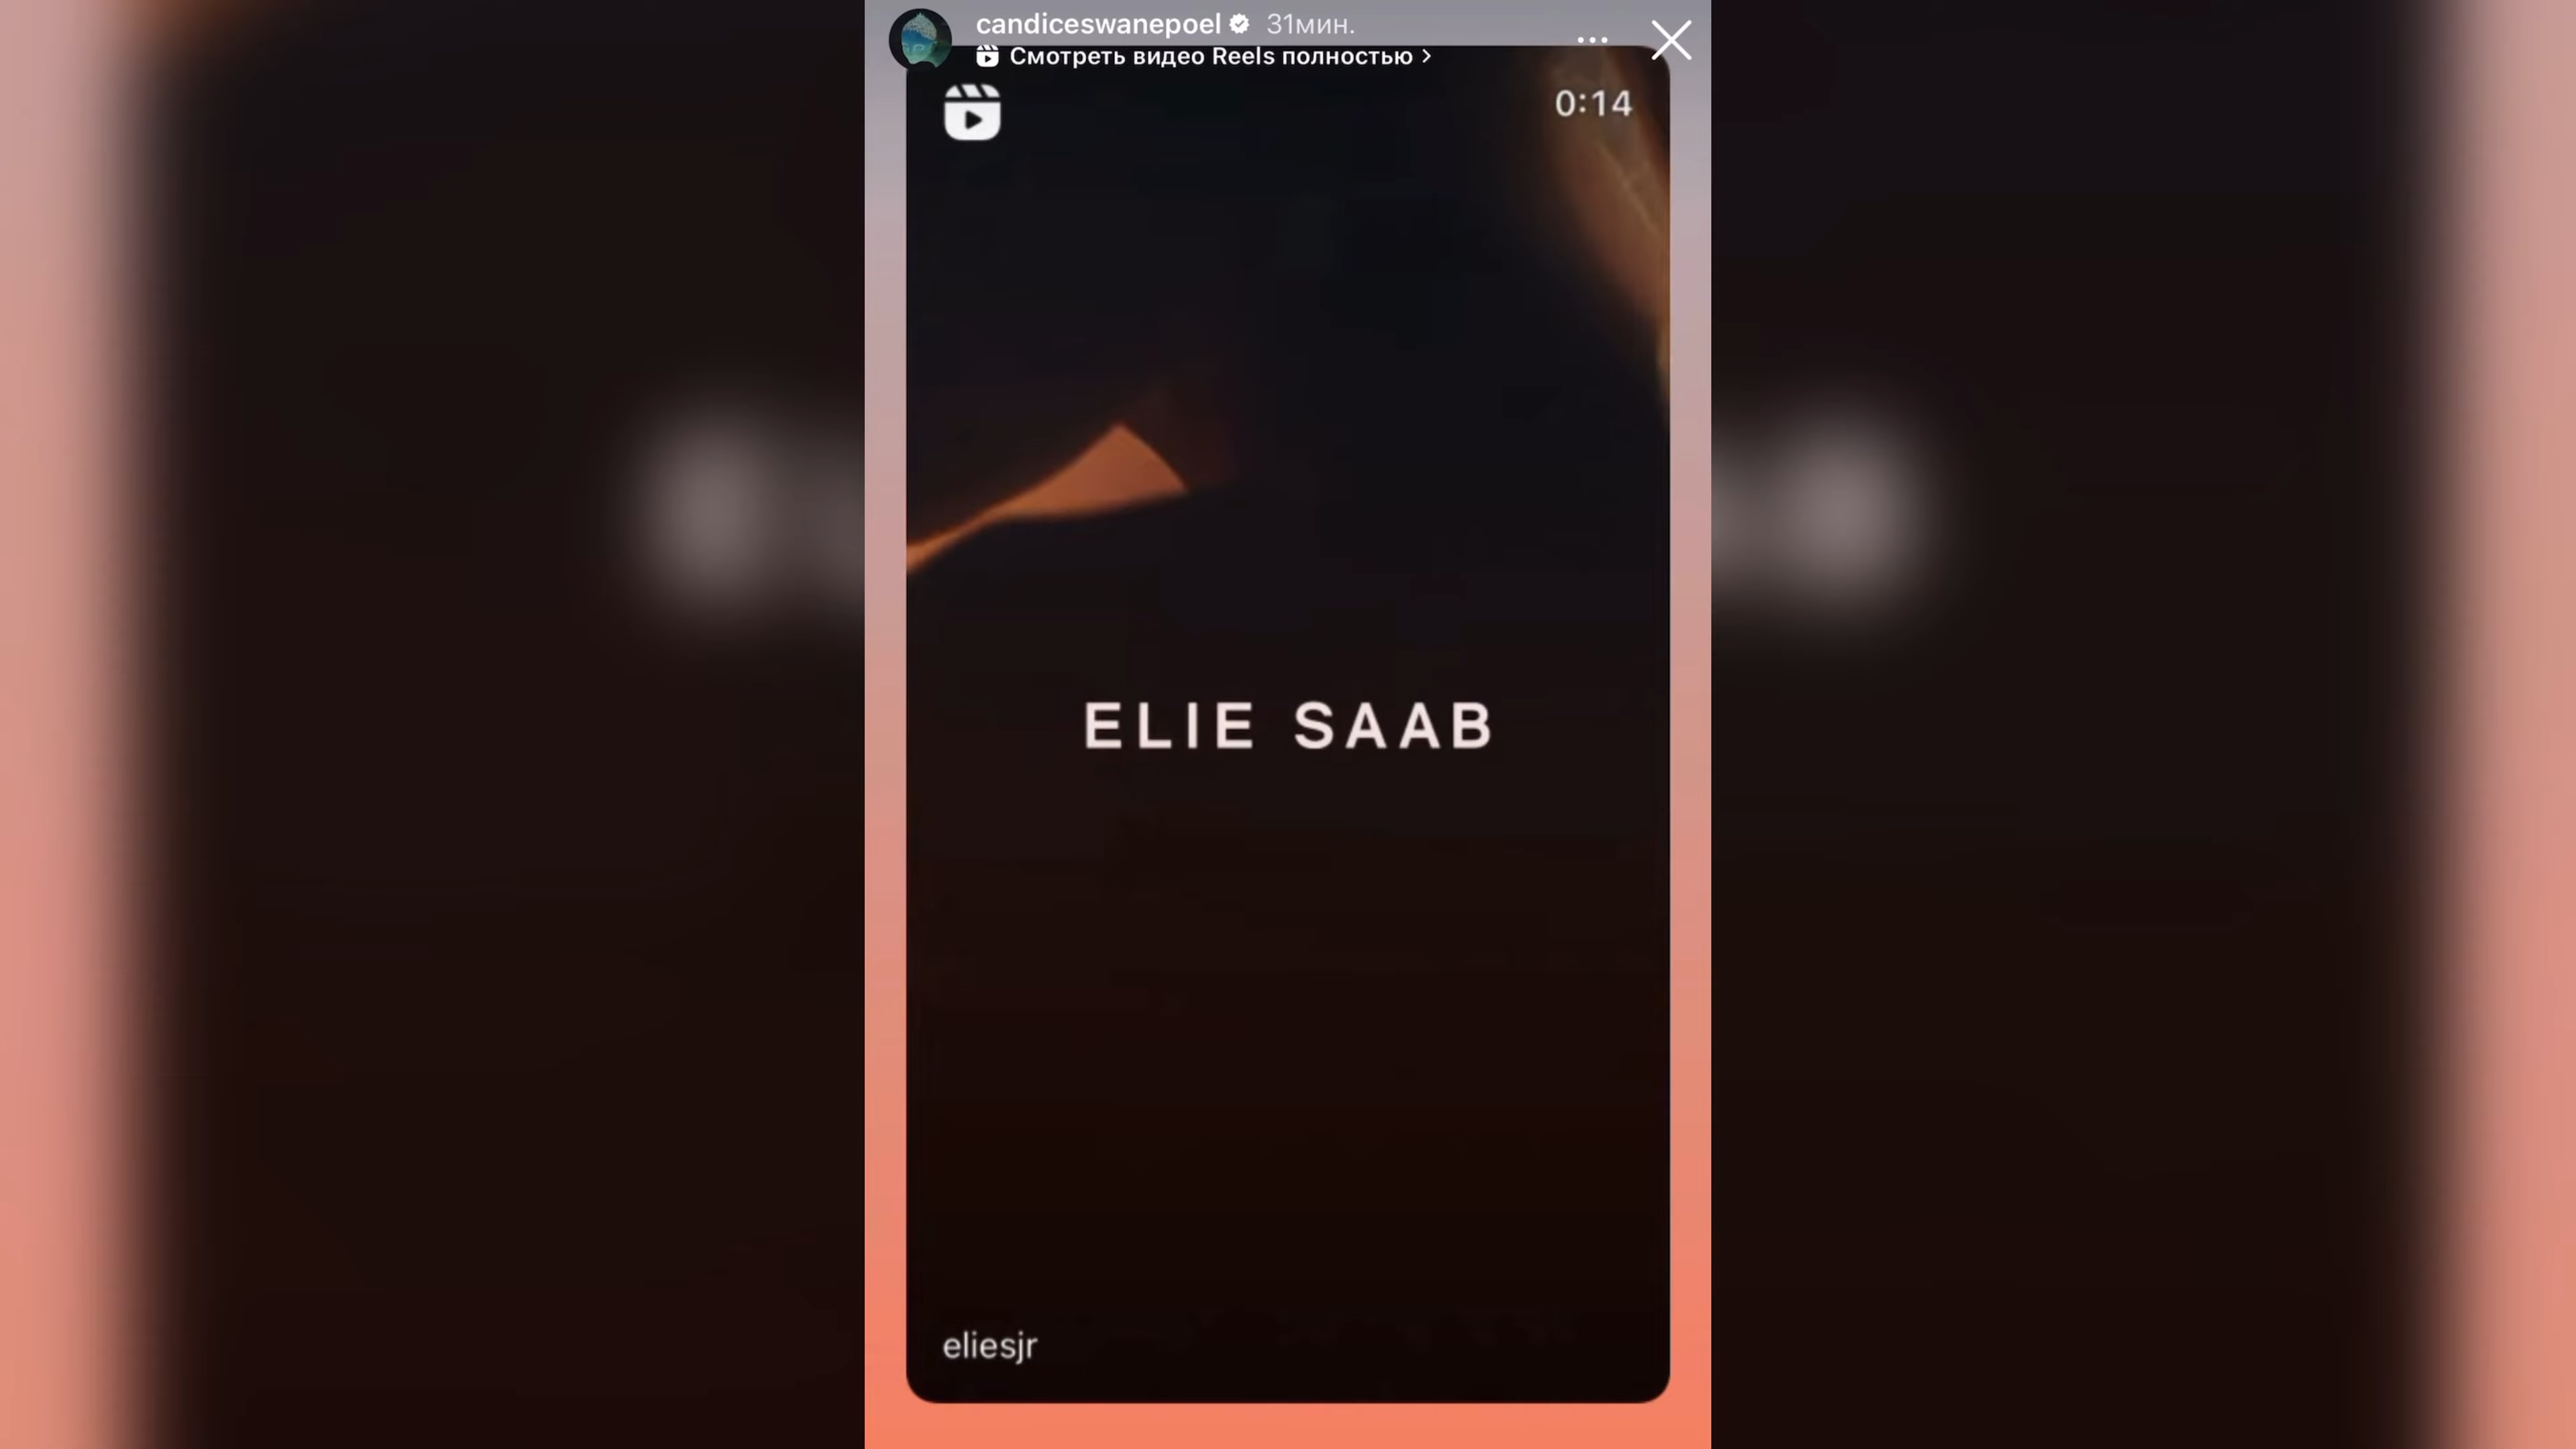 candiceswanepoel 31мин.
Смотреть видео Reels полностью
0:14
ELIE SAAB
eliesjr